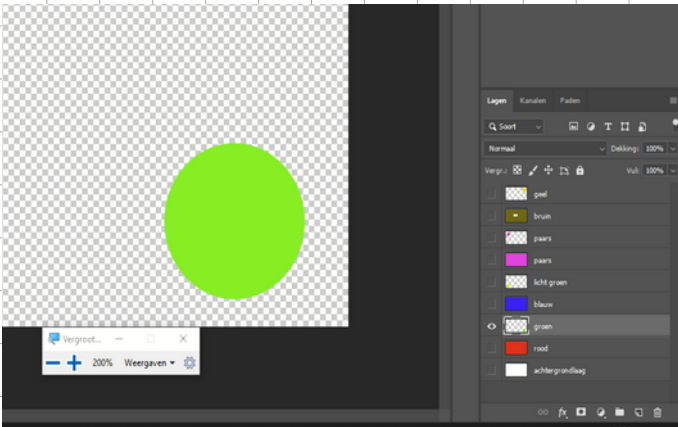 Lagen Kanalen Paden
Soort
Normaal Dekking: 100%
Vergr.: Vul: 100%
geel
bruin
paars
paars
licht groen
blauw
groen
rood
achtergrondlaag
fx
Vergroot...
200% Weergaven